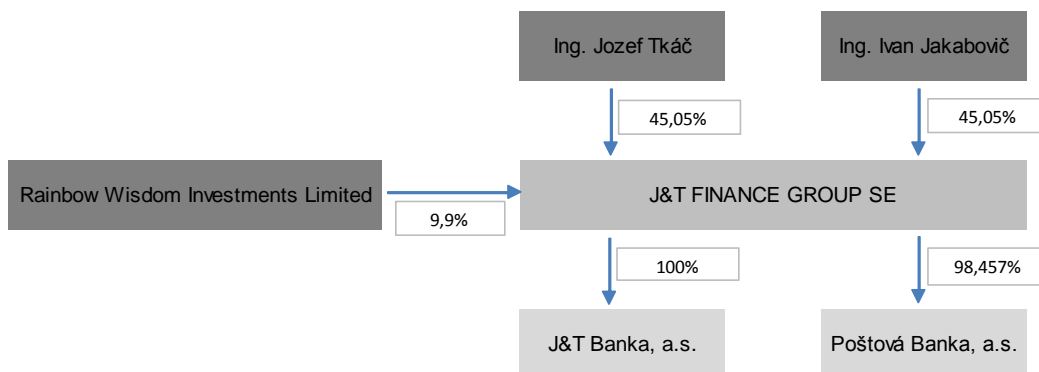 Ing. Jozef Tkáč
Ing. Ivan Jakabovič
45,05%
45,05%
Rainbow Wisdom Investments Limited
J&T FINANCE GROUP SE
9,9%
100%
98,457%
J&T Banka, a.s.
Poštová Banka, a.s.